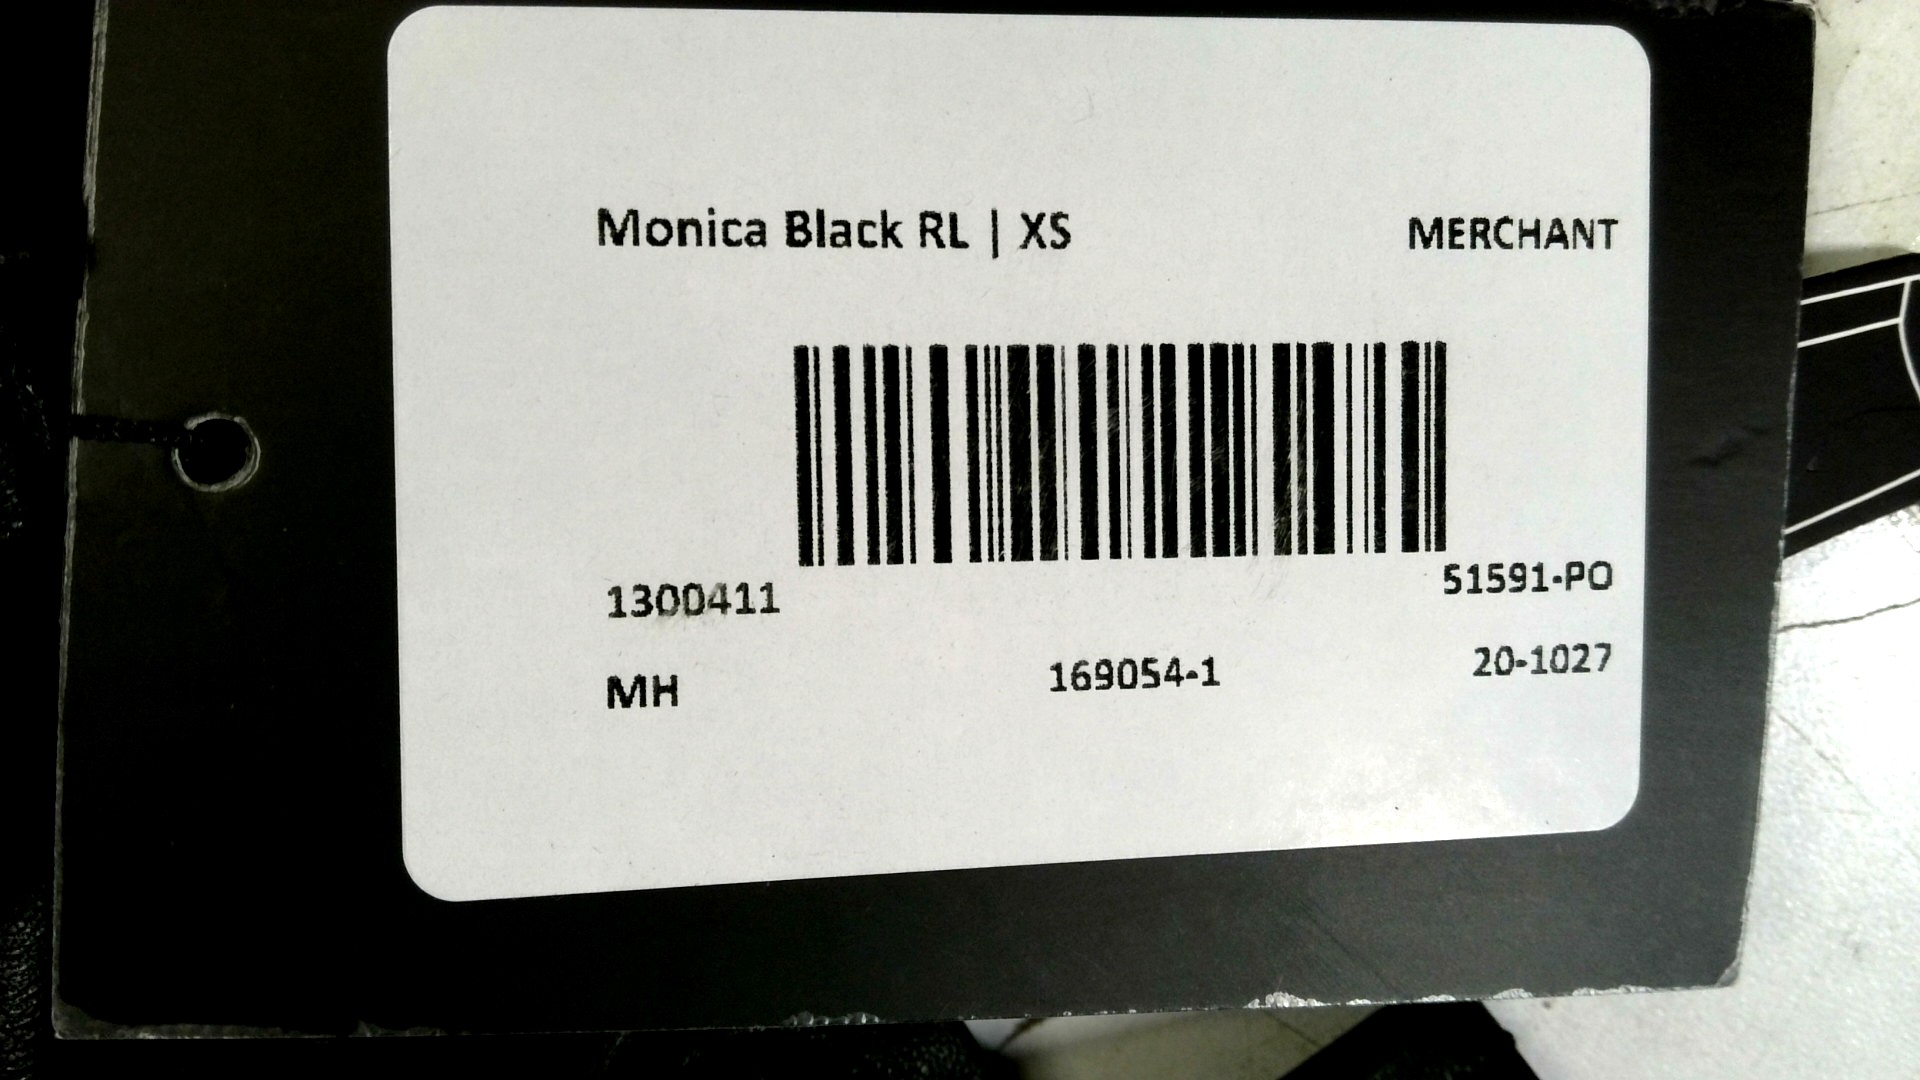 Monica Black RL | XS MERCHANT
1300411 51591-PO
MH 169054-1 20-1027